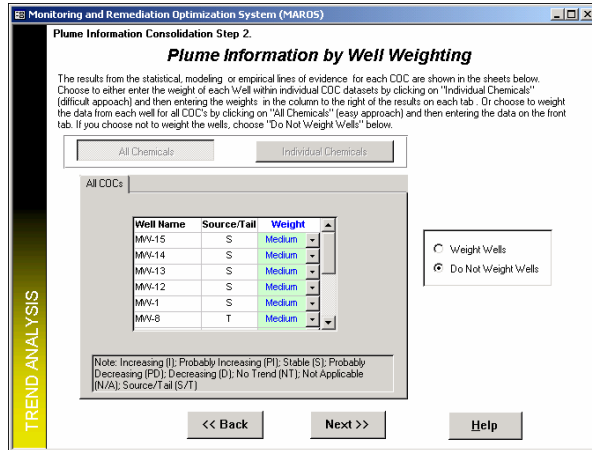 Monitoring and Remediation Optimization System (MAROS)
Plume Information Consolidation Step 2.
Plume Information by Well Weighting
The results from the statistical, modeling or empirical lines of evidence for each COC are shown in the sheets below.
Choose to either enter the weight of each Well within individual COC datasets by clicking on "Individual Chemicals"
(difficult appoach) and then entering the weights in the column to the right of the results on each tab . Or choose to weight
the data from each well for all COC's by clicking on "All Chemicals" (easy approach) and then entering the data on the front
tab. If you choose not to weight the wells, choose "Do Not Weight Wells" below.
All Chemicals Individual Chemicals
All COCs
Well Name Source/Tail Weight
MW-15 S Medium
MW-14 S Medium
MW-13 S Medium
MW-12 S Medium
MW-1 S Medium
MW-8 T Medium
Weight Wells
Do Not Weight Wells
Note: Increasing (I); Probably Increasing (PI); Stable (S); Probably
Decreasing (PD); Decreasing (D); No Trend (NT); Not Applicable
(N/A); Source/Tail (S/T)
TREND ANALYSIS
<< Back Next >> Help